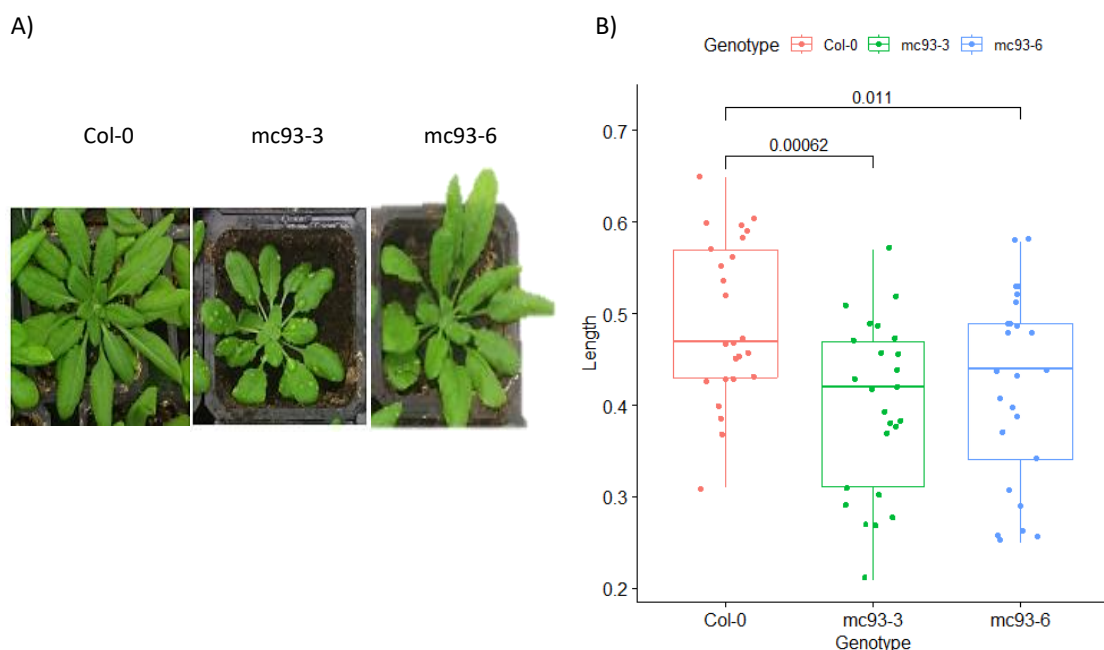 A)
Col-0 mc93-3 mc93-6
B)
Genotype Col-0 mc93-3 mc93-6
0.011
0.7
0.00062
0.6
0.5
Length
0.4
0.3
0.2
Col-0 mc93-3 mc93-6
Genotype